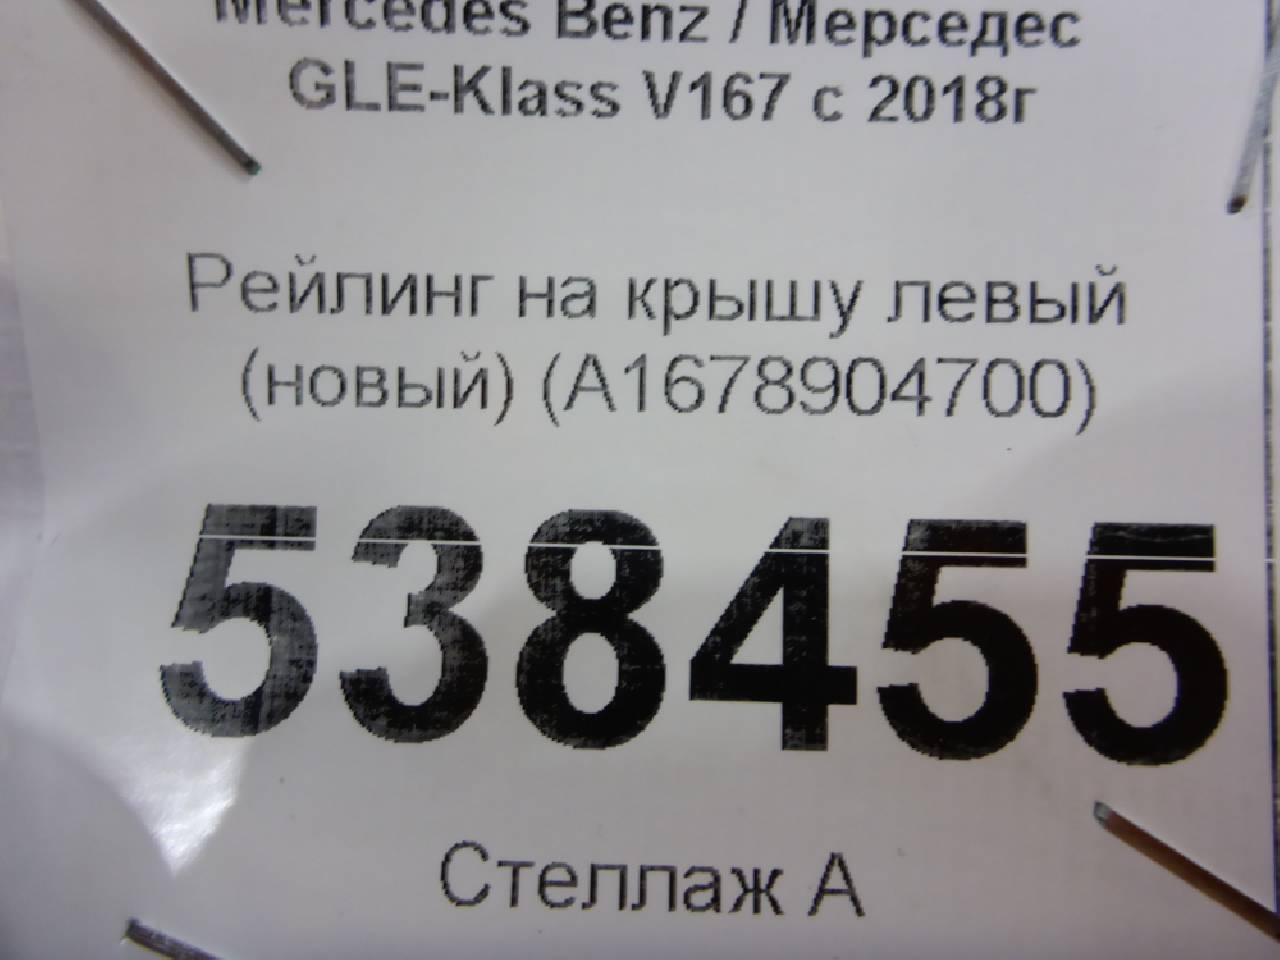 Mercedes Benz / Мерседес
GLE-Klass V167 с 2018г
Рейлинг на крышу левый
(новый) (A1678904700)
538455
Стеллаж А